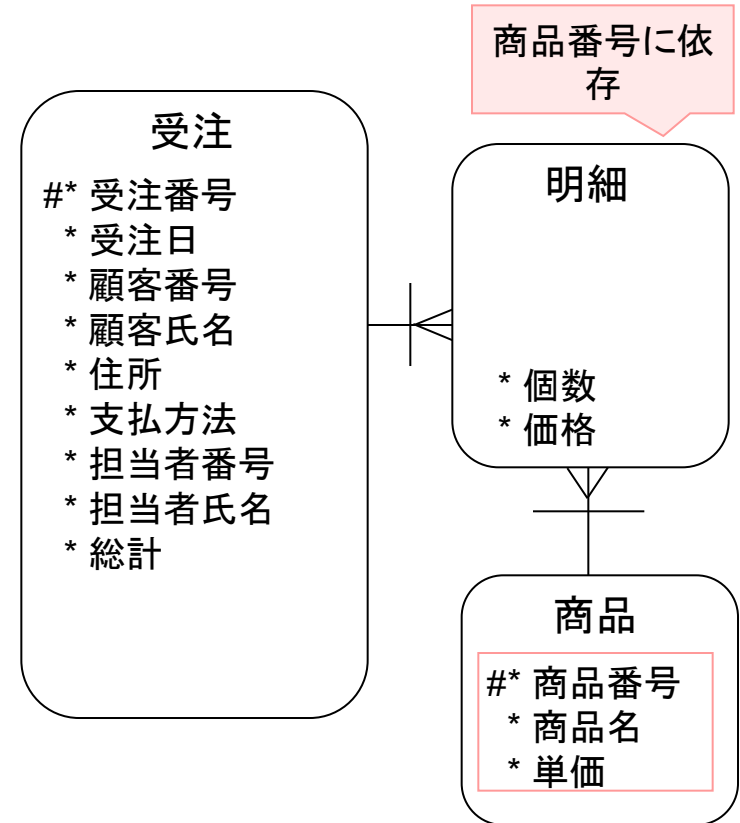 商品番号に依
存
受注
#* 受注番号
* 受注日
* 顧客番号
* 顧客氏名
* 住所
* 支払方法
* 担当者番号
* 担当者氏名
* 総計
明細
* 個数
* 価格
商品
#* 商品番号
* 商品名
* 単価